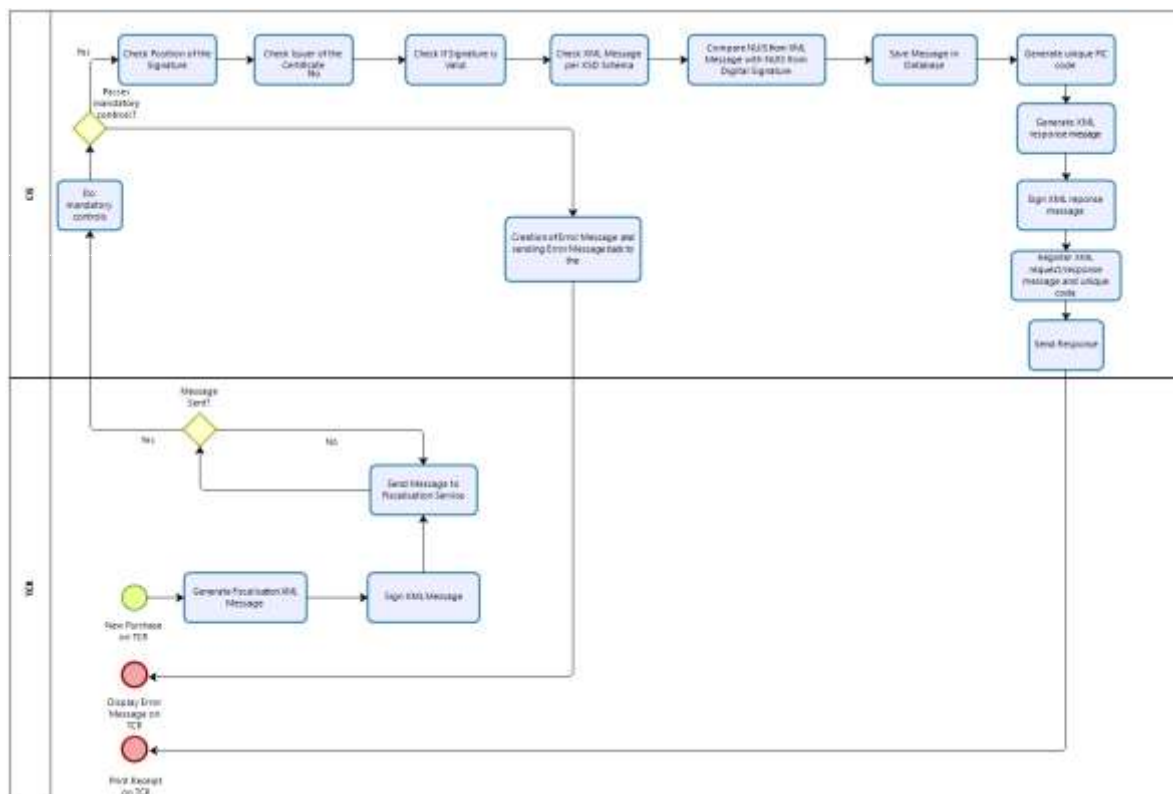 Yes
Check Position of the
Signature
Check Issuer of the
Certificate
No
Check if Signature is
Valid
Check XML Message
per XSD Schema
Compare NUIS from XML
Message with NUIS from
Digital Signature
Save Message in
Database
Generate unique FIC
code
Passes
mandatory
controls?
Generate XML
response message
CIS
Do
mandatory
controls
Sign XML reponse
message
Creation of Error Message and
sending Error Message back to
the
Register XML
request/response
message and unique
code
Send Response
Message
Sent?
Yes
No
Send Message to
Fiscalisation Service
TCR
Generate Fiscalisation XML
Message
Sign XML Message
New Purchase
on TCR
Display Error
Message on
TCR
Print Receipt
on TCR